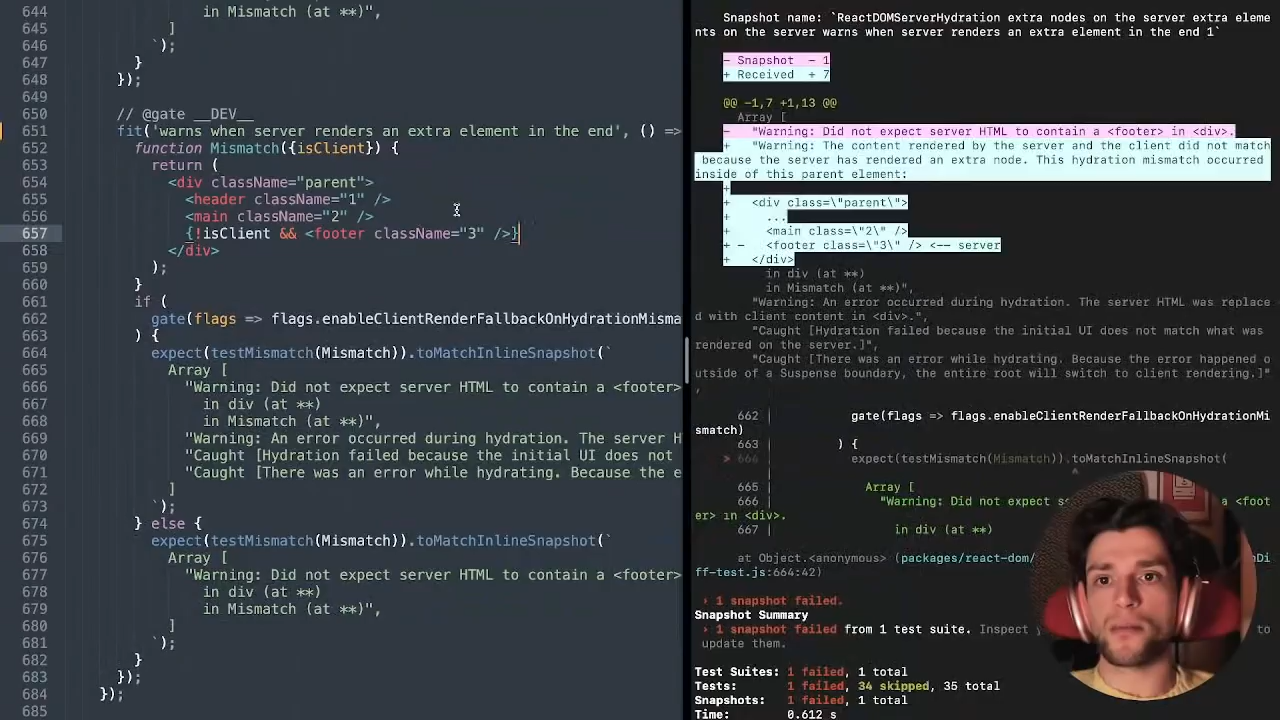 644 in Mismatch (at **)",
645 ]
646 `);
647 }
648 });
649
650 // @gate __DEV__
651 fit('warns when server renders an extra element in the end', () =>
652 function Mismatch({isClient}) {
653 return (
654 <div className="parent">
655 <header className="1" />
656 <main className="2" />
657 {!isClient && <footer className="3" />}
658 </div>
659 );
660 }
661 if (
662 gate(flags => flags.enableClientRenderFallbackOnHydrationMisma
663 ) {
664 expect(testMismatch(Mismatch)).toMatchInlineSnapshot(`
665 Array [
666 "Warning: Did not expect server HTML to contain a <footer>
667 in div (at **)
668 in Mismatch (at **)",
669 "Warning: An error occurred during hydration. The server H
670 "Caught [Hydration failed because the initial UI does not
671 "Caught [There was an error while hydrating. Because the e
672 ]
673 `);
674 } else {
675 expect(testMismatch(Mismatch)).toMatchInlineSnapshot(`
676 Array [
677 "Warning: Did not expect server HTML to contain a <footer>
678 in div (at **)
679 in Mismatch (at **)",
680 ]
681 `);
682 }
683 });
684 });
685
Snapshot name: `ReactDOMServerHydration extra nodes on the server extra eleme
nts on the server warns when server renders an extra element in the end 1`
- Snapshot - 1
+ Received + 7
@@ -1,7 +1,13 @@
Array [
- "Warning: Did not expect server HTML to contain a <footer> in <div>.
+ "Warning: The content rendered by the server and the client did not match
because the server has rendered an extra node. This hydration mismatch occurred
inside of this parent element:
+
+ <div class=\"parent\">
+ ...
+ <main class=\"2\" />
+ - <footer class=\"3\" /> <-- server
+ </div>
in div (at **)
in Mismatch (at **)",
"Warning: An error occurred during hydration. The server HTML was replace
d with client content in <div>.",
"Caught [Hydration failed because the initial UI does not match what was
rendered on the server.]",
"Caught [There was an error while hydrating. Because the error happened o
utside of a Suspense boundary, the entire root will switch to client rendering.]"
,
662 | gate(flags => flags.enableClientRenderFallbackOnHydrationMi
smatch)
663 | ) {
> 664 | expect(testMismatch(Mismatch)).toMatchInlineSnapshot(`
| ^
665 | Array [
666 | "Warning: Did not expect s a <foot
er> in <div>.
667 | in div (at **)
at Object.<anonymous> (packages/react-dom/ Di
ff-test.js:664:42)
› 1 snapshot failed.
Snapshot Summary
› 1 snapshot failed from 1 test suite. Inspect to
update them.
Test Suites: 1 failed, 1 total
Tests: 1 failed, 34 skipped, 35 total
Snapshots: 1 failed, 1 total
Time: 0.612 s